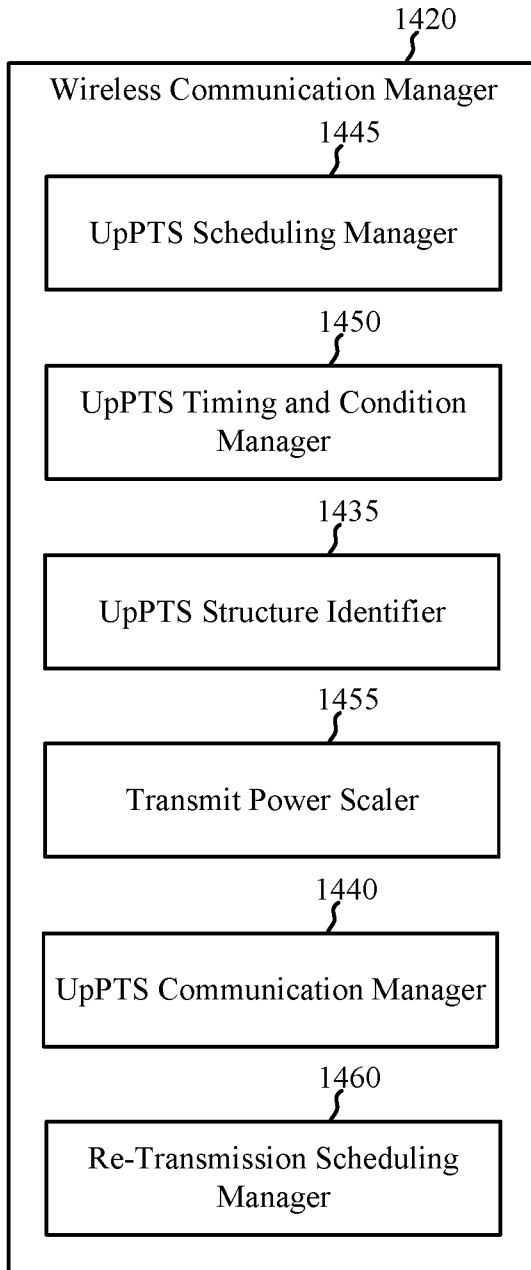 1420
Wireless Communication Manager
1445
UpPTS Scheduling Manager
1450
UpPTS Timing and Condition
Manager
1435
UpPTS Structure Identifier
1455
Transmit Power Scaler
1440
UpPTS Communication Manager
1460
Re-Transmission Scheduling
Manager